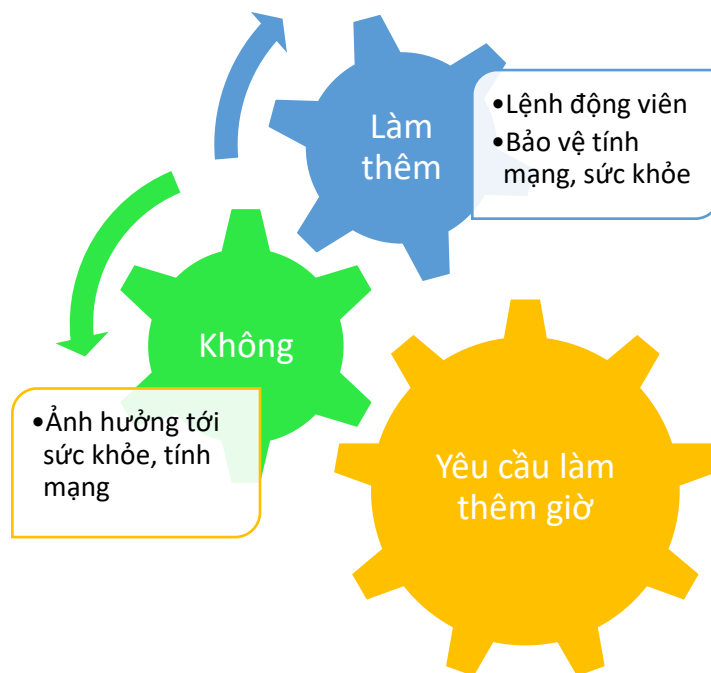 Làm
thêm
•Lệnh động viên
•Bảo vệ tính
mạng, sức khỏe
Không
•Ảnh hưởng tới
sức khỏe, tính
mạng
Yêu cầu làm
thêm giờ